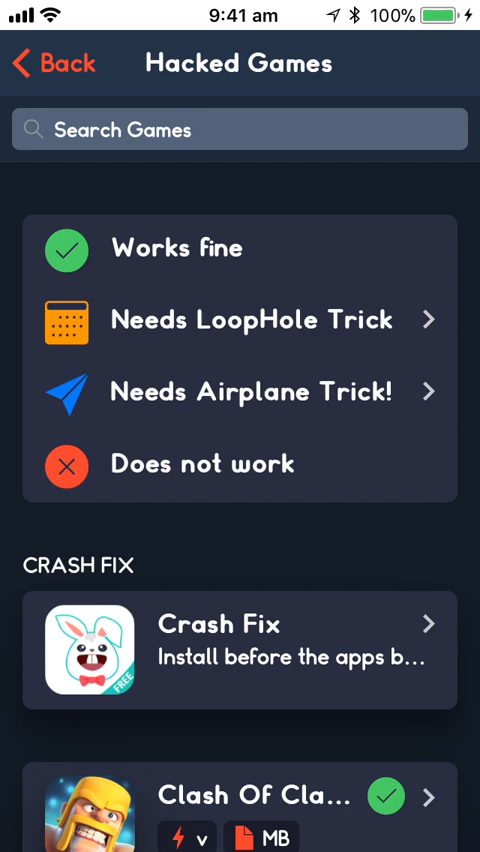 9:41 am
100%
Back
Hacked Games
Search Games
Works fine
Needs LoopHole Trick
Needs Airplane Trick!
Does not work
CRASH FIX
Crash Fix
Install before the apps b...
FREE
Clash Of Cla...
v
MB